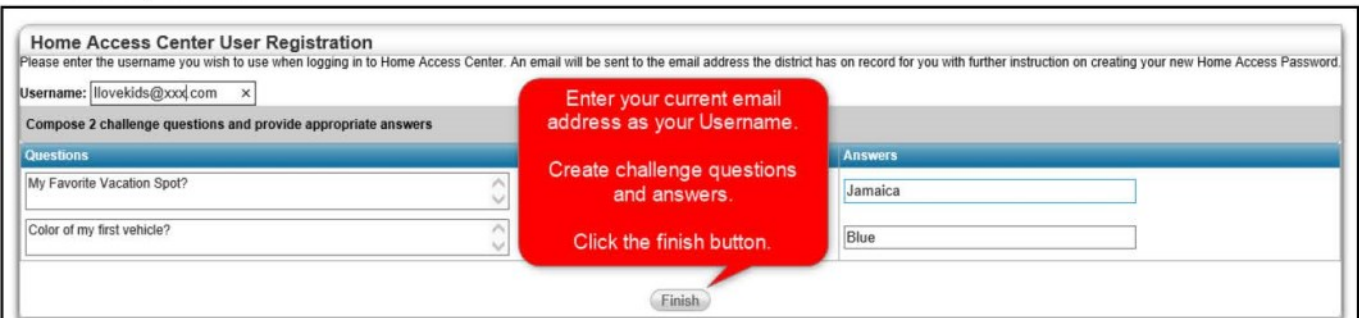 Home Access Center User Registration
Please enter the username you wish to use when logging in to Home Access Center. An email will be sent to the email address the district has on record for you with further instruction on creating your new Home Access Password.
Username: Ilovekids@xxx.com ×
Compose 2 challenge questions and provide appropriate answers
Questions
Answers
My Favorite Vacation Spot?
Jamaica
Color of my first vehicle?
Blue
Enter your current email
address as your Username.
Create challenge questions
and answers.
Click the finish button.
Finish